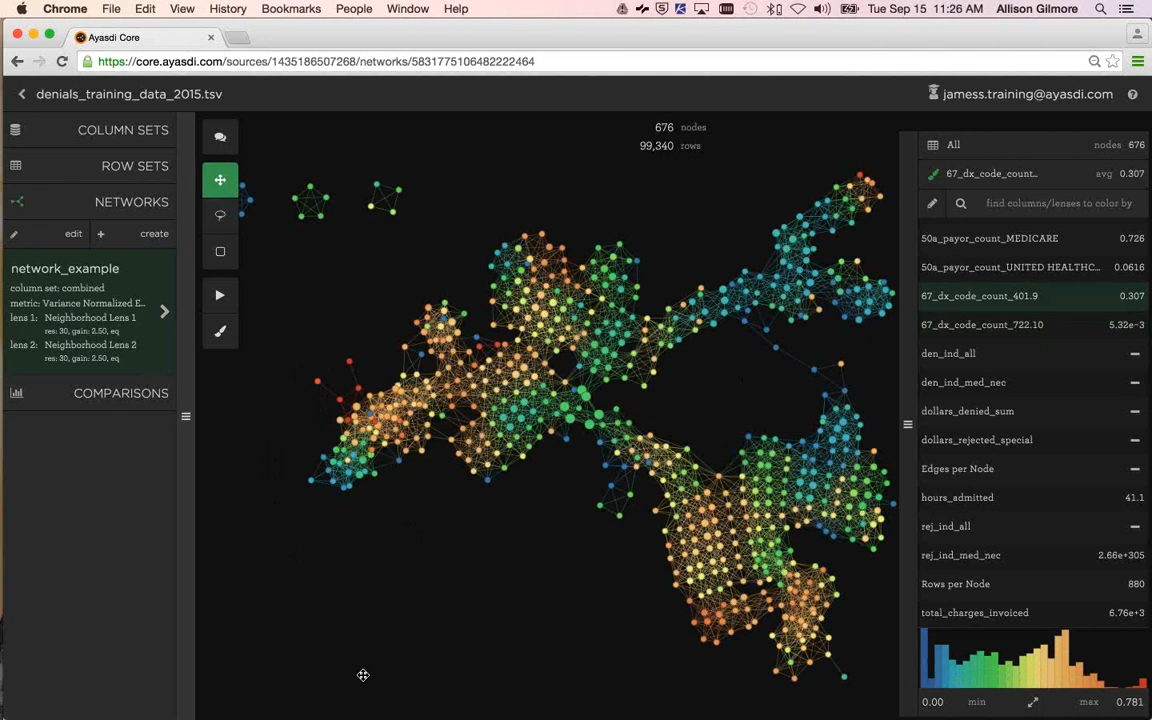 Chrome File Edit View History Bookmarks People Window Help Tue Sep 15 11:26 AM Allison Gilmore
Ayasdi Core
https://core.ayasdi.com/sources/1435186507268/networks/5831775106482222464
denials_training_data_2015.tsv
jamess.training@ayasdi.com
COLUMN SETS
ROW SETS
NETWORKS
edit
create
network_example
column set: combined
metric: Variance Normalized E..
lens 1: Neighborhood Lens 1
res: 30, gain: 2.50, eq
lens 2: Neighborhood Lens 2
res: 30, gain: 2.50, eq
COMPARISONS
676 nodes
99,340 rows
All nodes 676
67_dx_code_count.. avg 0.307
find columns/lenses to color by
50a_payor_count_MEDICARE 0.726
50a_payor_count_UNITED HEALTHC... 0.0616
67_dx_code_count_401.9 0.307
67_dx_code_count_722.10 5.32e-3
den_ind_all –
den_ind_med_nec –
dollars_denied_sum –
dollars_rejected_special –
Edges per Node –
hours_admitted 41.1
rej_ind_all –
rej_ind_med_nec 2.66e+305
Rows per Node 880
total_charges_invoiced 6.76e+3
0.00 min max 0.781